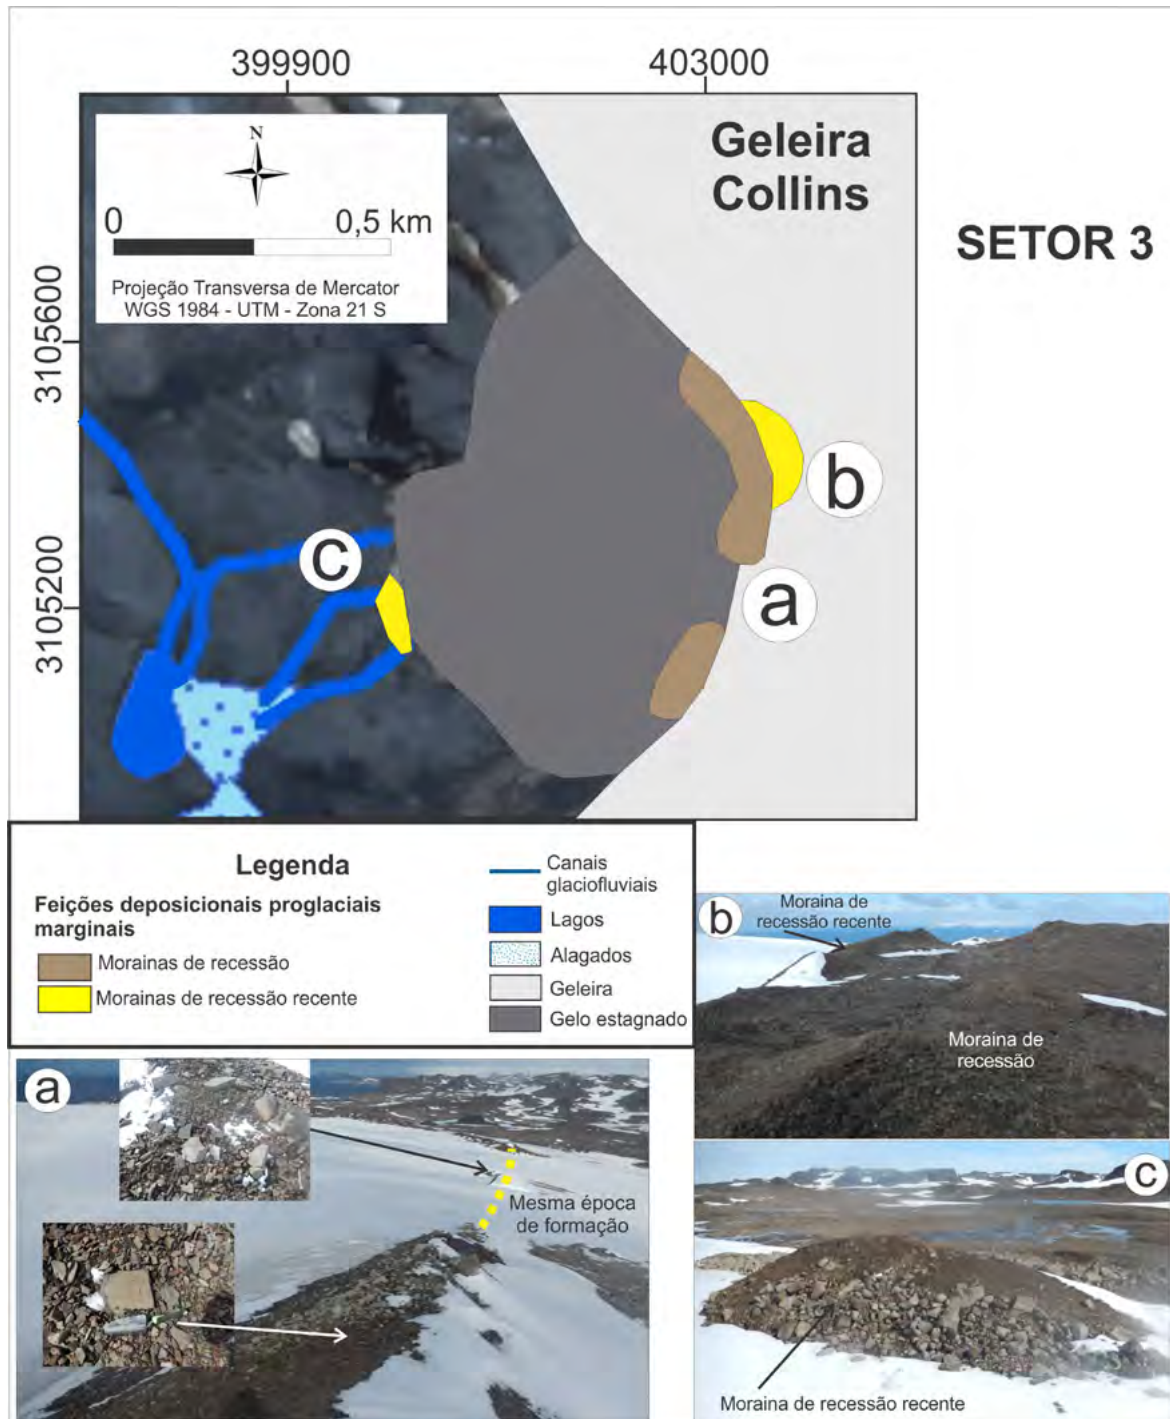 399900
403000
Geleira
Collins
SETOR 3
N
0
0,5 km
Projeção Transversa de Mercator
WGS 1984 - UTM - Zona 21 S
3105600
3105200
a
b
c
Legenda
Feições deposicionais proglaciais
marginais
Morainas de recessão
Morainas de recessão recente
Canais
glaciofluviais
Lagos
Alagados
Geleira
Gelo estagnado
b
Moraina de
recessão recente
Moraina de
recessão
a
Mesma época
de formação
c
Moraina de recessão recente